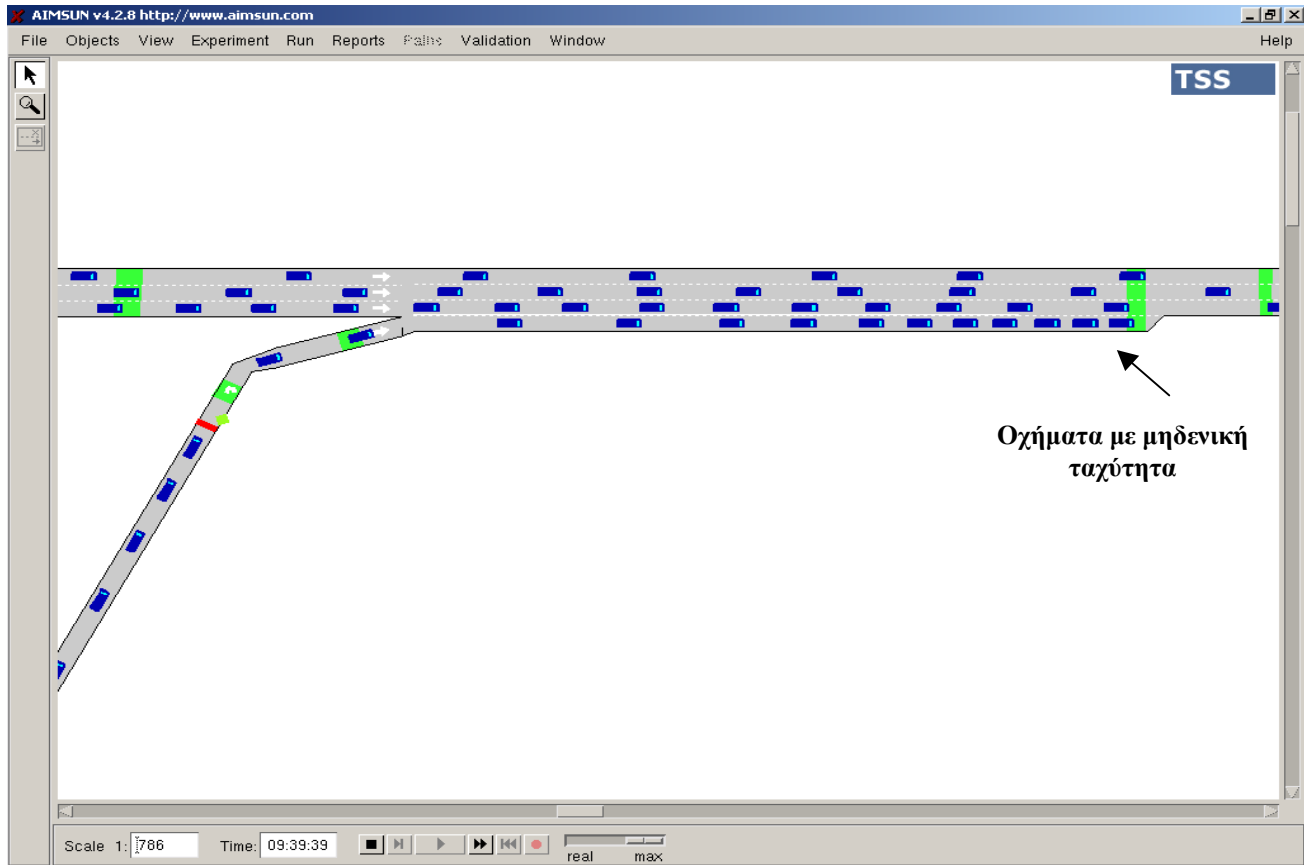 AIMSUN v4.2.8 http://www.aimsun.com
File Objects View Experiment Run Reports Paths Validation Window Help
TSS
Οχήματα με μηδενική
ταχύτητα
Scale 1: 786 Time: 09:39:39
real max